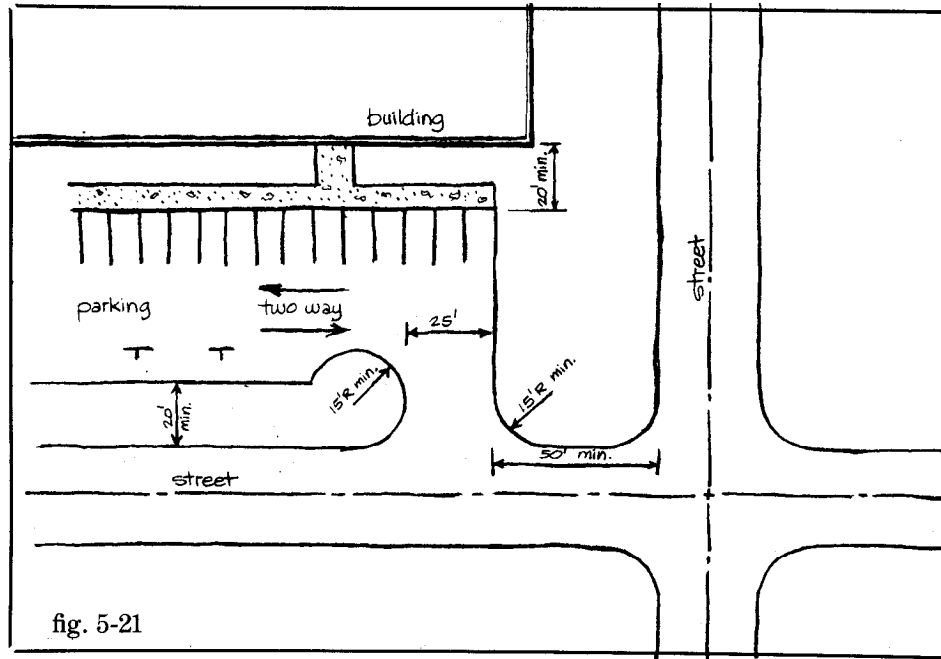 building
20' min.
street
parking
two way
25'
15'R min.
15'R min.
20'
min.
50' min.
street
fig. 5-21